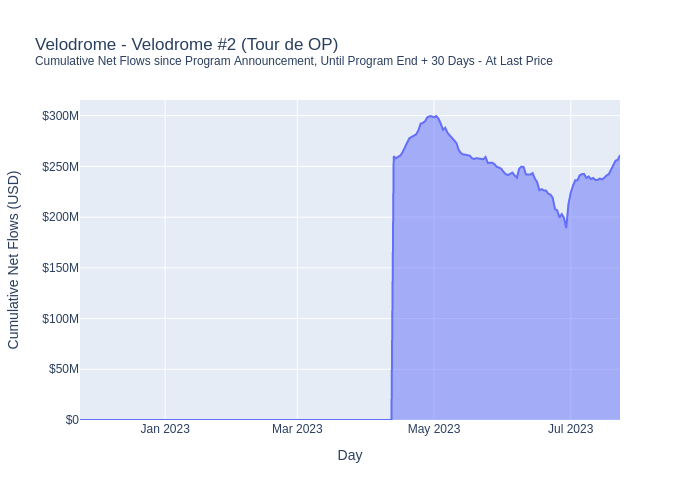 Velodrome - Velodrome #2 (Tour de OP)
Cumulative Net Flows since Program Announcement, Until Program End + 30 Days - At Last Price
Cumulative Net Flows (USD)
$300M
$250M
$200M
$150M
$100M
$50M
$0
Jan 2023
Mar 2023
May 2023
Jul 2023
Day